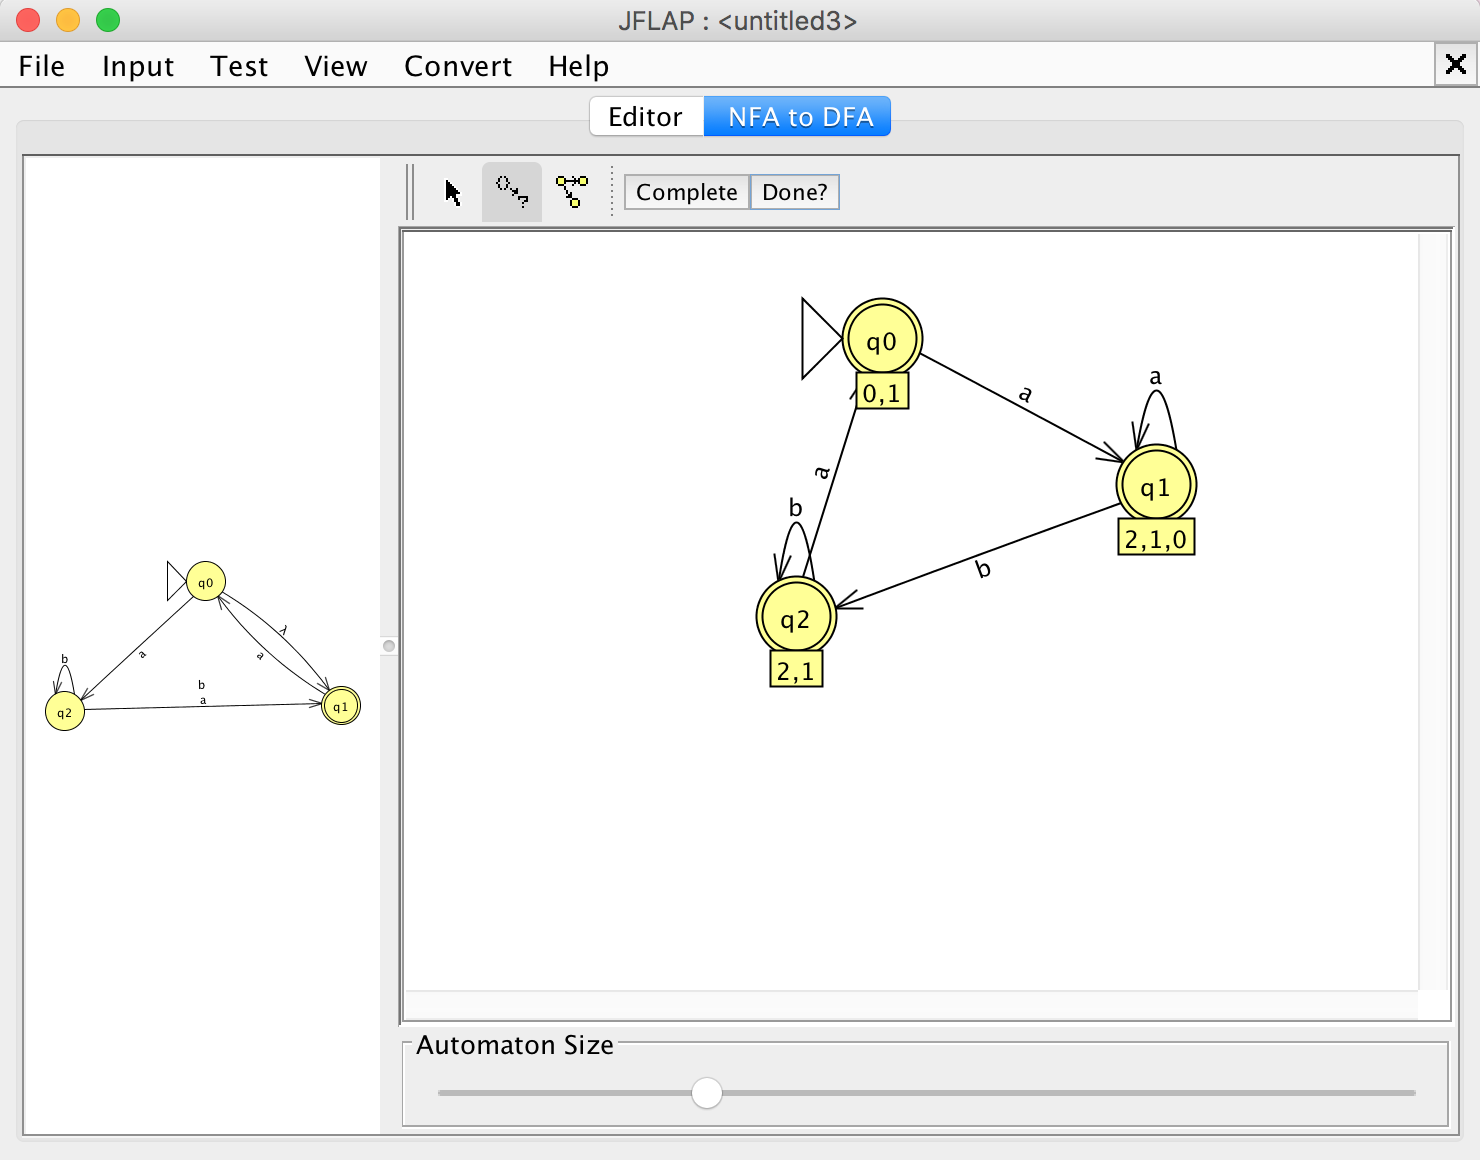 JFLAP : <untitled3>
File Input Test View Convert Help
Editor NFA to DFA
Complete Done?
q0
λ
a
a
b
b
a
q2
q1
q0
0,1
a
a
q1
2,1,0
a
b
b
q2
2,1
Automaton Size